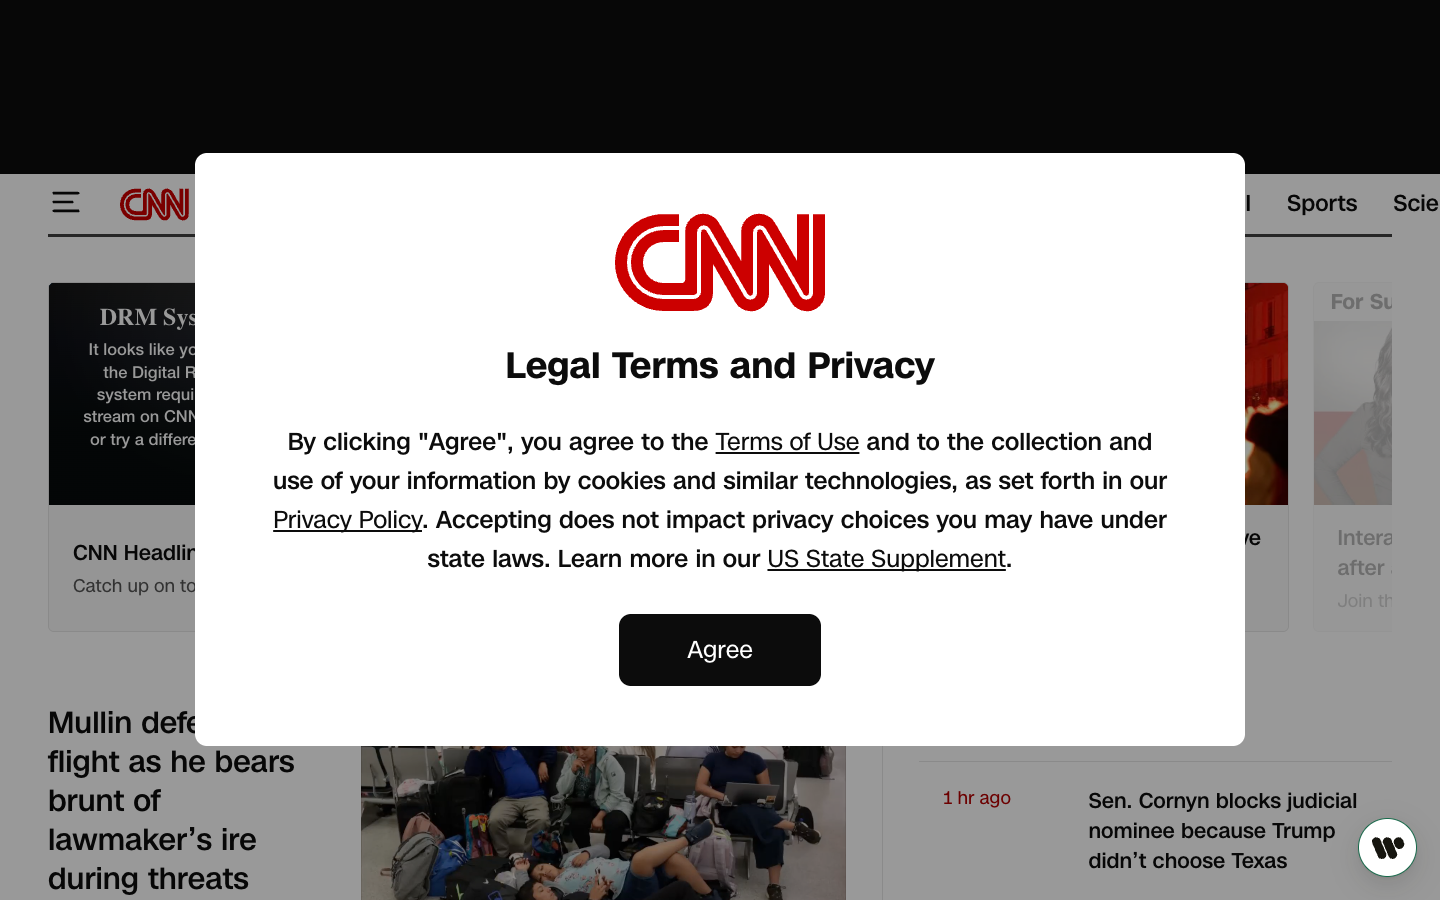 CNN
l Sports Scie
DRM Sys
It looks like yo
the Digital R
system requi
stream on CNN
or try a differe
CNN Headlin
Catch up on to
CNN
Legal Terms and Privacy
By clicking "Agree", you agree to the Terms of Use and to the collection and
use of your information by cookies and similar technologies, as set forth in our
Privacy Policy. Accepting does not impact privacy choices you may have under
state laws. Learn more in our US State Supplement.
Agree
ve
For Su
Intera
after
Join th
Mullin defe
flight as he bears
brunt of
lawmaker’s ire
during threats
1 hr ago
Sen. Cornyn blocks judicial
nominee because Trump
didn’t choose Texas